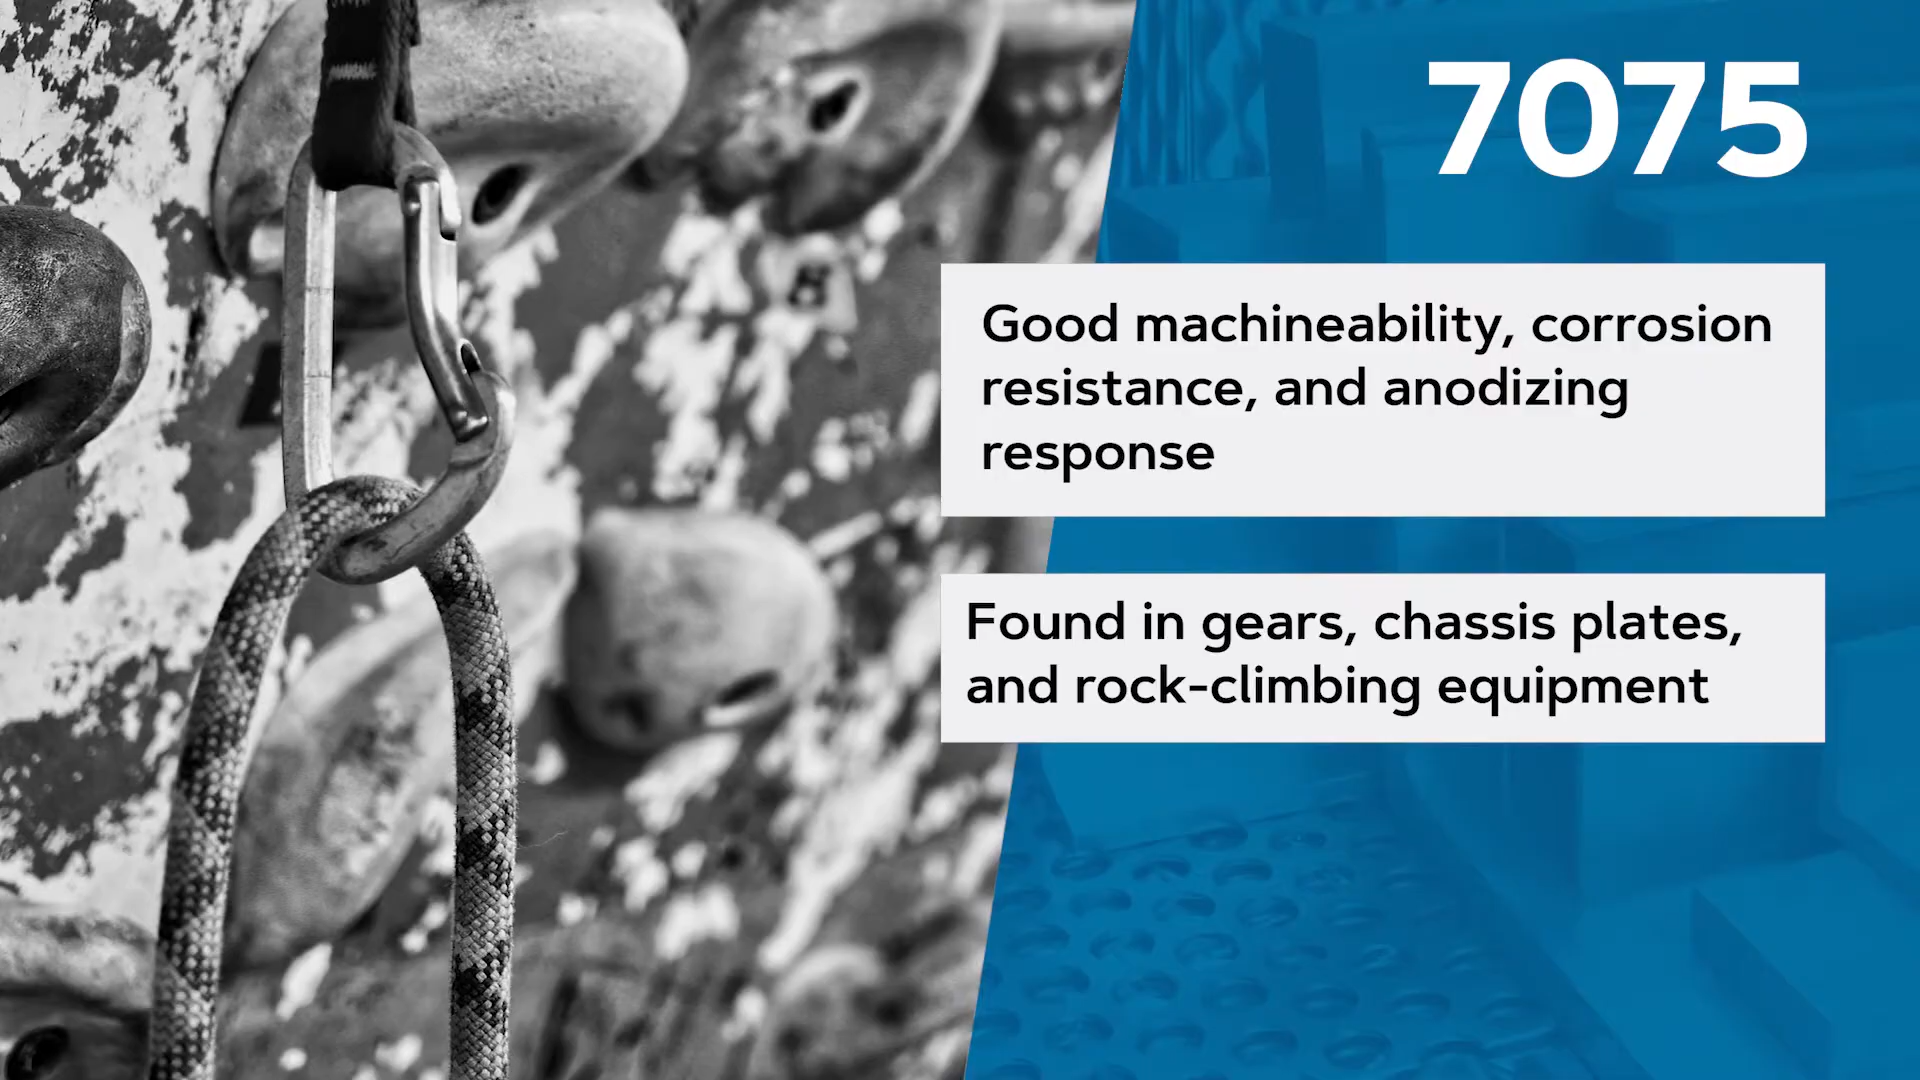 7075
Good machineability, corrosion
resistance, and anodizing
response
Found in gears, chassis plates,
and rock-climbing equipment